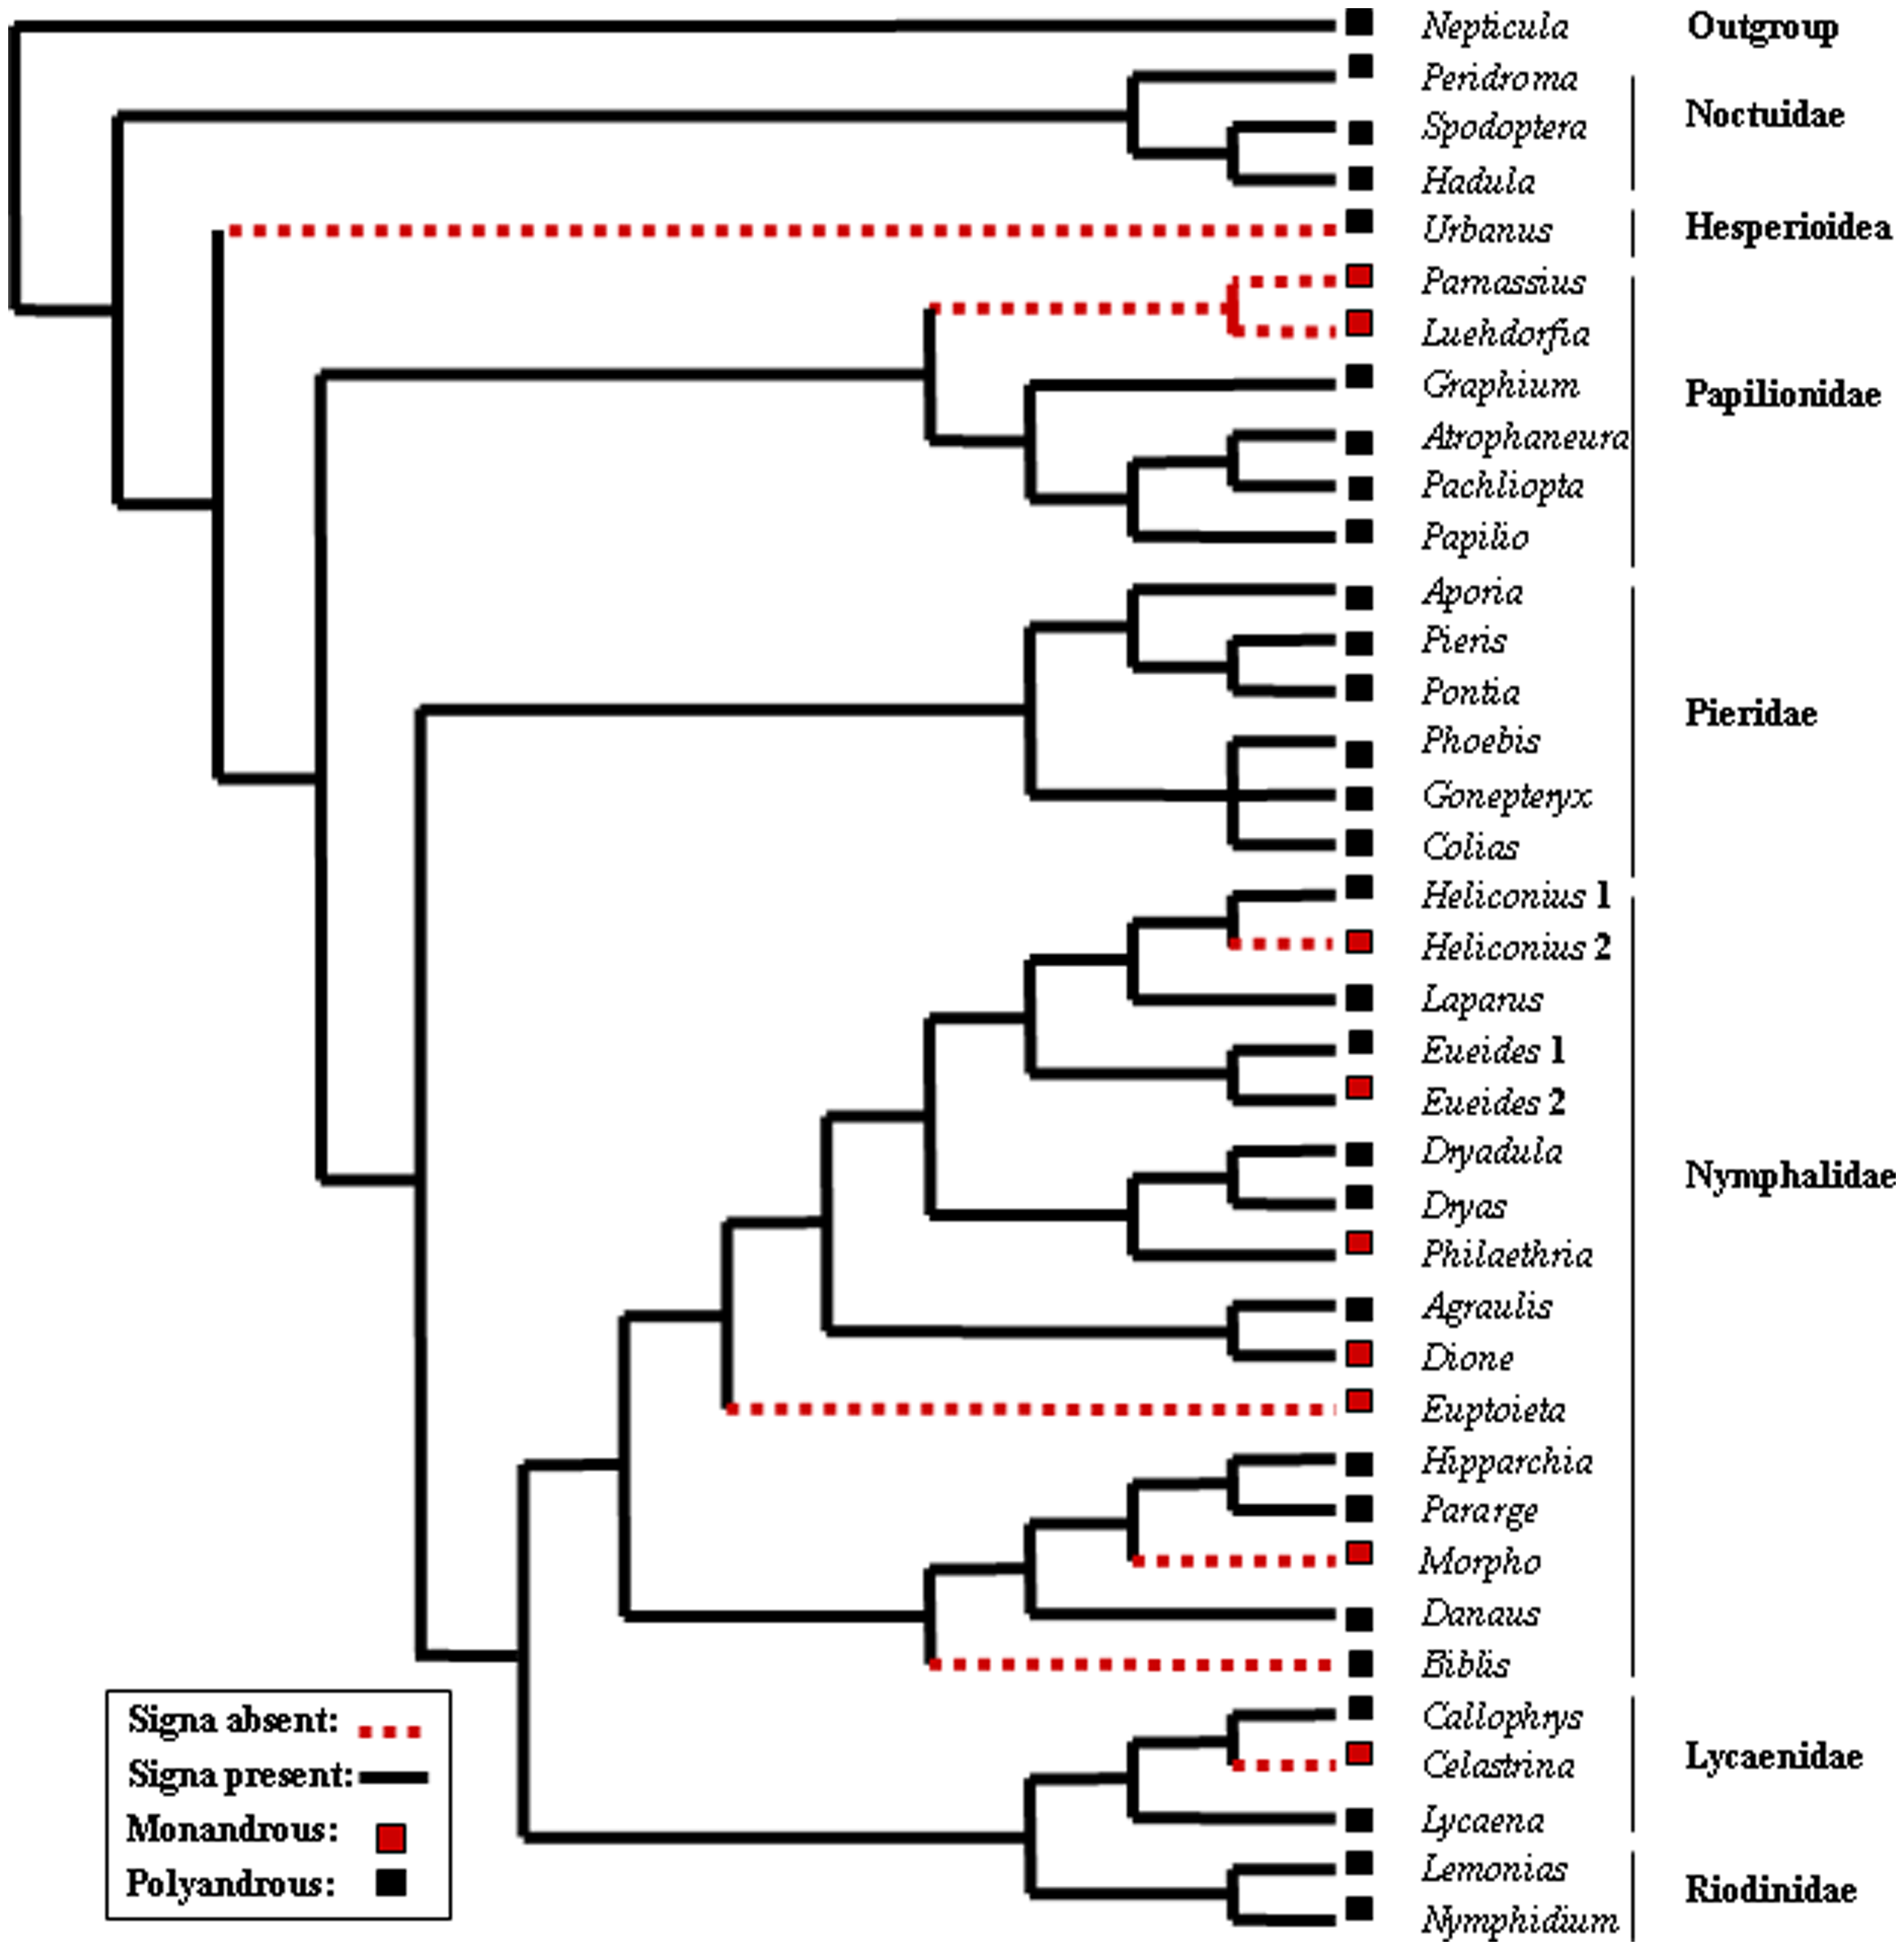 Nepticula Outgroup
Peridroma
Noctuidae
Spodoptera
Hadula
Urbanus Hesperioidea
Parnassius
Luehdorfia
Graphium Papilionidae
Atrophaneura
Pachliopta
Papilio
Aporia
Pieris
Pontia Pieridae
Phoebis
Gonepteryx
Colias
Heliconius 1
Heliconius 2
Laparus
Eueides 1
Eueides 2
Dryadula Nymphalidae
Dryas
Philaethria
Agraulis
Dione
Euptoieta
Hipparchia
Pararge
Morpho
Danaus
Biblis
Callophrys
Celastrina Lycaenidae
Lycaena
Lemonias
Riodinidae
Nymphidium
Signa absent:
Signa present:
Monandrous:
Polyandrous: